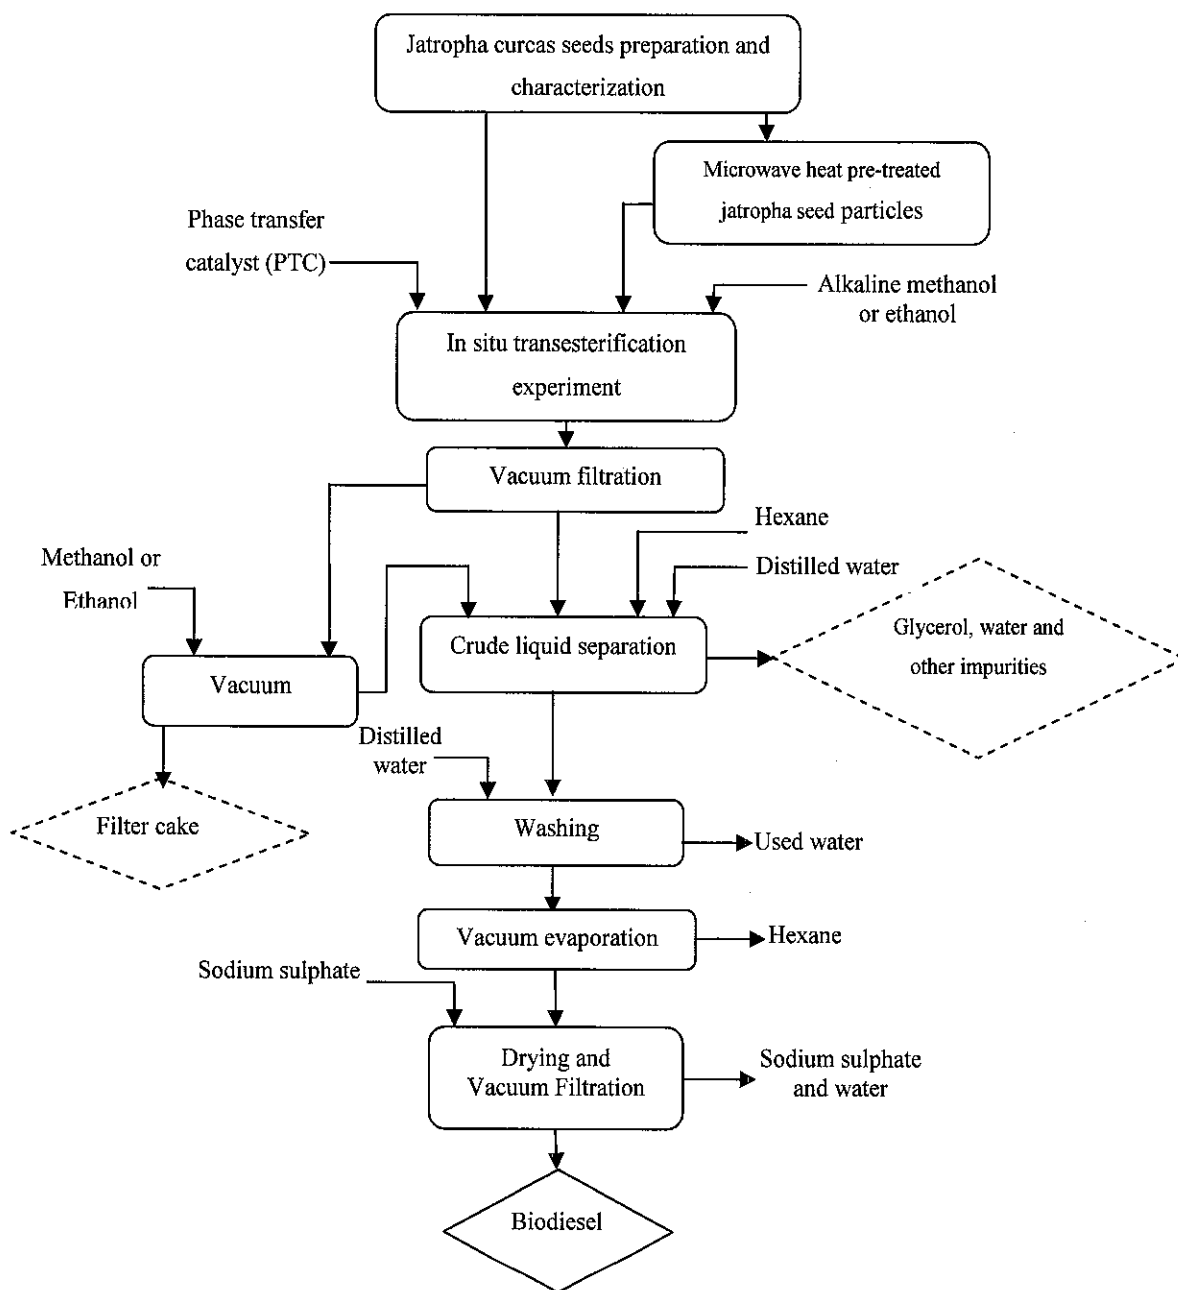 Jatropha curcas seeds preparation and
characterization
Microwave heat pre-treated
jatropha seed particles
Phase transfer
catalyst (PTC)
Alkaline methanol
or ethanol
In situ transesterification
experiment
Vacuum filtration
Hexane
Methanol or
Ethanol
Distilled water
Crude liquid separation
Glycerol, water and
other impurities
Vacuum
Distilled
water
Filter cake
Washing
Used water
Vacuum evaporation
Hexane
Sodium sulphate
Drying and
Vacuum Filtration
Sodium sulphate
and water
Biodiesel